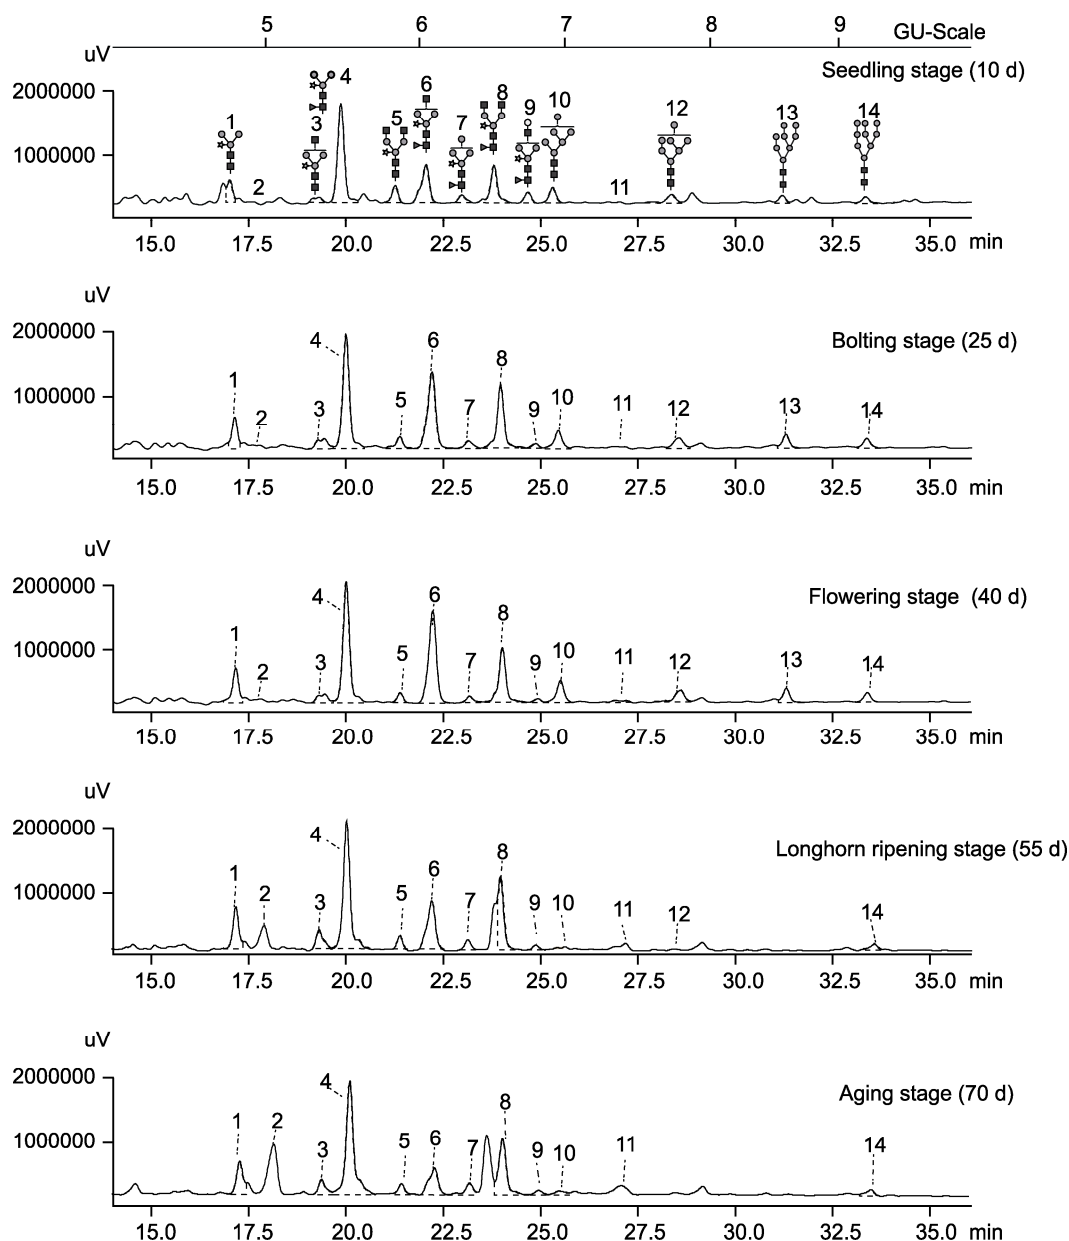 5 6 7 8 9 GU-Scale
uV
Seedling stage (10 d)
2000000
1000000
1 2 3 4 5 6 7 8 9 10 11 12 13 14
15.0 17.5 20.0 22.5 25.0 27.5 30.0 32.5 35.0 min
uV
Bolting stage (25 d)
2000000
1000000
1 2 3 4 5 6 7 8 9 10 11 12 13 14
15.0 17.5 20.0 22.5 25.0 27.5 30.0 32.5 35.0 min
uV
Flowering stage (40 d)
2000000
1000000
1 2 3 4 5 6 7 8 9 10 11 12 13 14
15.0 17.5 20.0 22.5 25.0 27.5 30.0 32.5 35.0 min
uV
Longhorn ripening stage (55 d)
2000000
1000000
1 2 3 4 5 6 7 8 9 10 11 12 14
15.0 17.5 20.0 22.5 25.0 27.5 30.0 32.5 35.0 min
uV
Aging stage (70 d)
2000000
1000000
1 2 3 4 5 6 7 8 9 10 11 14
15.0 17.5 20.0 22.5 25.0 27.5 30.0 32.5 35.0 min